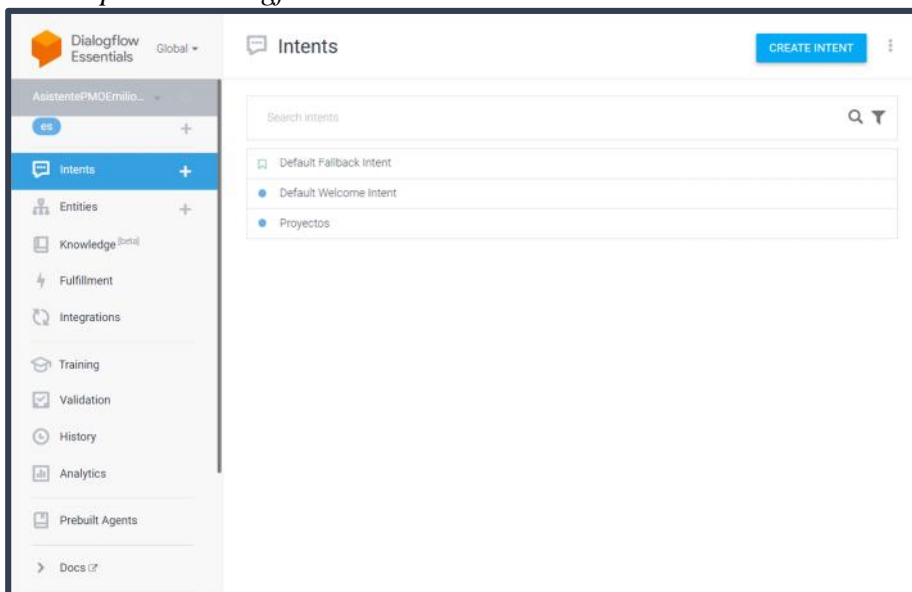 Dialogflow
Essentials
Global
Intents
CREATE INTENT
AsistentePMOEmilio...
es
Search intents
Intents
Default Fallback Intent
Default Welcome Intent
Proyectos
Entities
Knowledge [beta]
Fulfillment
Integrations
Training
Validation
History
Analytics
Prebuilt Agents
Docs